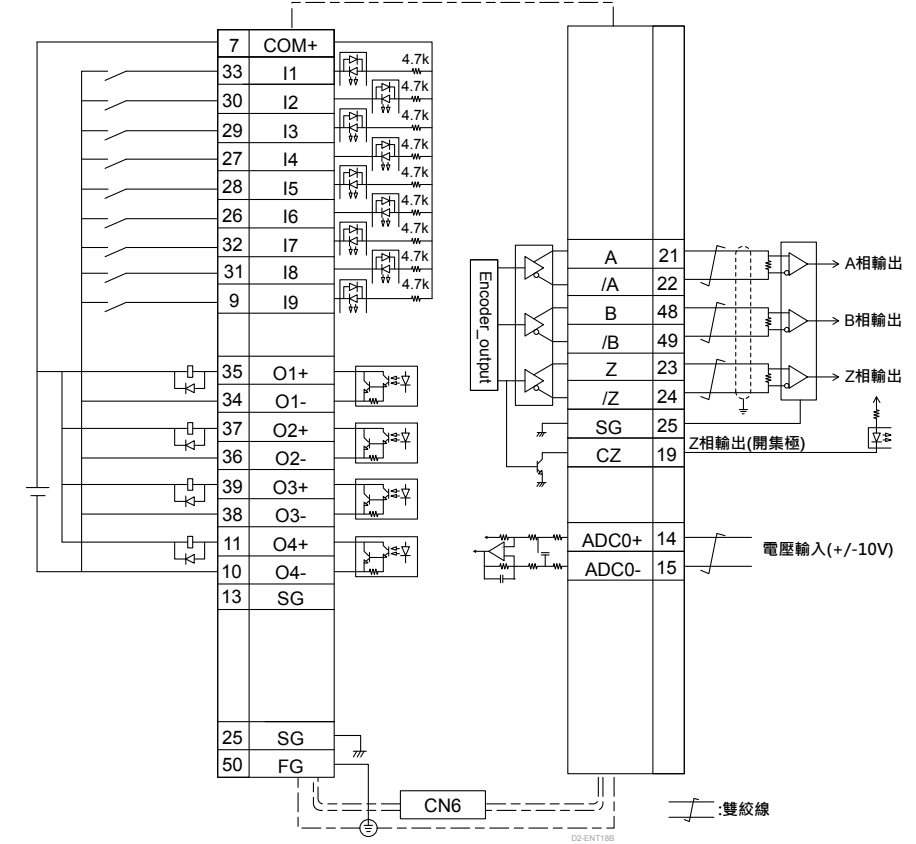 7 COM+
33 I1 4.7k
30 I2 4.7k
29 I3 4.7k
27 I4 4.7k
28 I5 4.7k
26 I6 4.7k
32 I7 4.7k
31 I8 4.7k
9 I9 4.7k
35 O1+
34 O1-
37 O2+
36 O2-
39 O3+
38 O3-
11 O4+
10 O4-
13 SG
25 SG
50 FG
CN6
Encoder_output
A 21
/A 22
A相輸出
B 48
/B 49
B相輸出
Z 23
/Z 24
Z相輸出
SG 25
CZ 19
Z相輸出(開集極)
ADC0+ 14
ADC0- 15
電壓輸入(+/-10V)
:雙絞線
D2-ENT18B